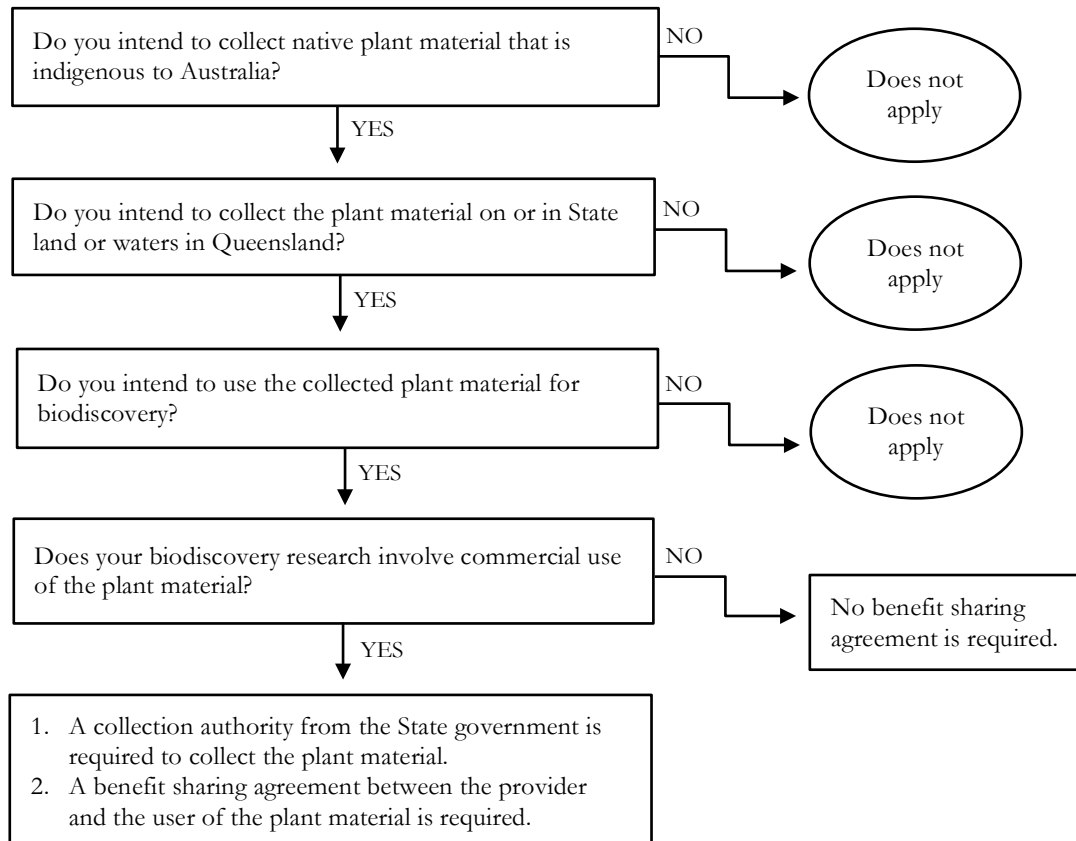 Do you intend to collect native plant material that is
indigenous to Australia?
NO
Does not
apply
YES
Do you intend to collect the plant material on or in State
land or waters in Queensland?
NO
Does not
apply
YES
Do you intend to use the collected plant material for
biodiscovery?
NO
Does not
apply
YES
Does your biodiscovery research involve commercial use
of the plant material?
NO
No benefit sharing
agreement is required.
YES
1. A collection authority from the State government is
required to collect the plant material.
2. A benefit sharing agreement between the provider
and the user of the plant material is required.